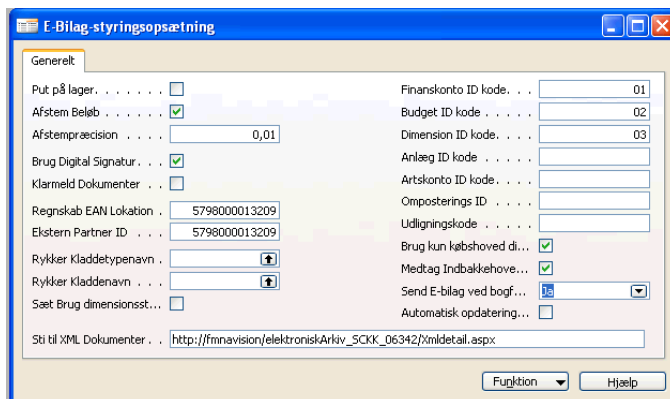 E-Bilag-styringsopsætning
Generelt
Put på lager. . . . . . .
Afstem Beløb . . . . . .
Afstempræcision . . . . 0,01
Brug Digital Signatur. . .
Klarmeld Dokumenter . .
Regnskab EAN Lokation . 5798000013209
Ekstern Partner ID . . . 5798000013209
Rykker Kladdetypenavn .
Rykker Kladdenavn . . .
Sæt Brug dimensionsst...
Finanskonto ID kode. . . 01
Budget ID kode . . . . . 02
Dimension ID kode . . . . 03
Anlæg ID kode . . . . .
Artskonto ID kode. . . .
Omposterings ID . . . .
Udligningskode . . . . .
Brug kun købshoved di...
Medtag Indbakkehove...
Send E-bilag ved bogf... Ja
Automatisk opdatering...
Sti til XML Dokumenter. . http://fmnavision/elektroniskArkiv_SCKK_06342/Xmldetail.aspx
Funktion
Hjælp